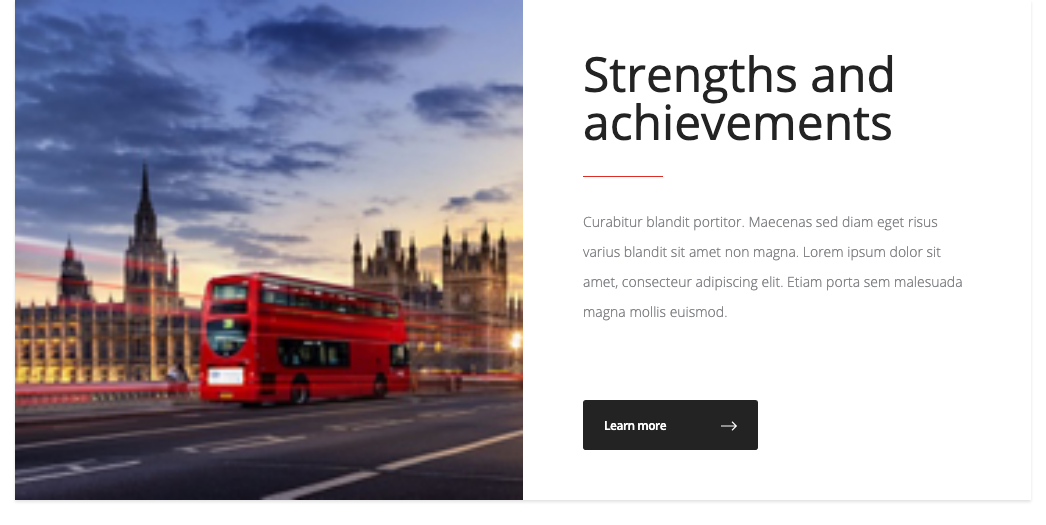 Strengths and
achievements
Curabitur blandit portitor. Maecenas sed diam eget risus
varius blandit sit amet non magna. Lorem ipsum dolor sit
amet, consecteur adipiscing elit. Etiam porta sem malesuada
magna mollis euismod.
Learn more